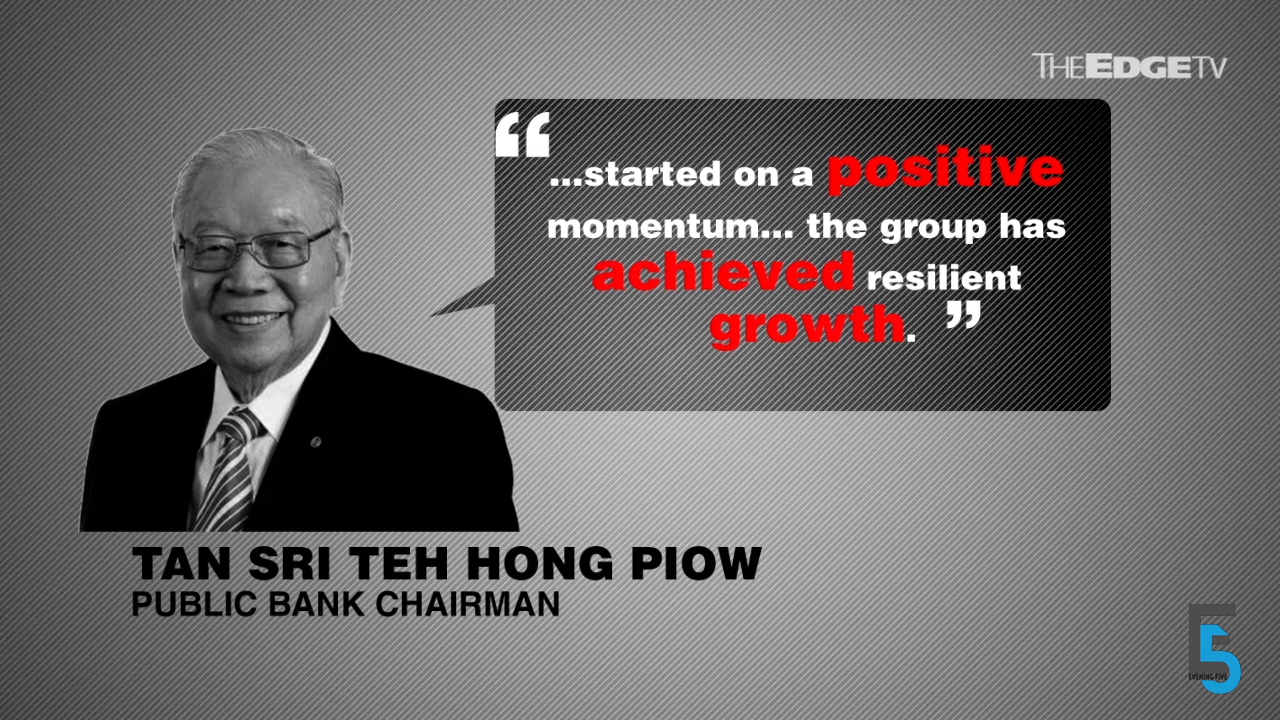 THEEDGETV
“
...started on a positive
momentum... the group has
achieved resilient
growth. ”
TAN SRI TEH HONG PIOW
PUBLIC BANK CHAIRMAN
E5
EVENING FIVE